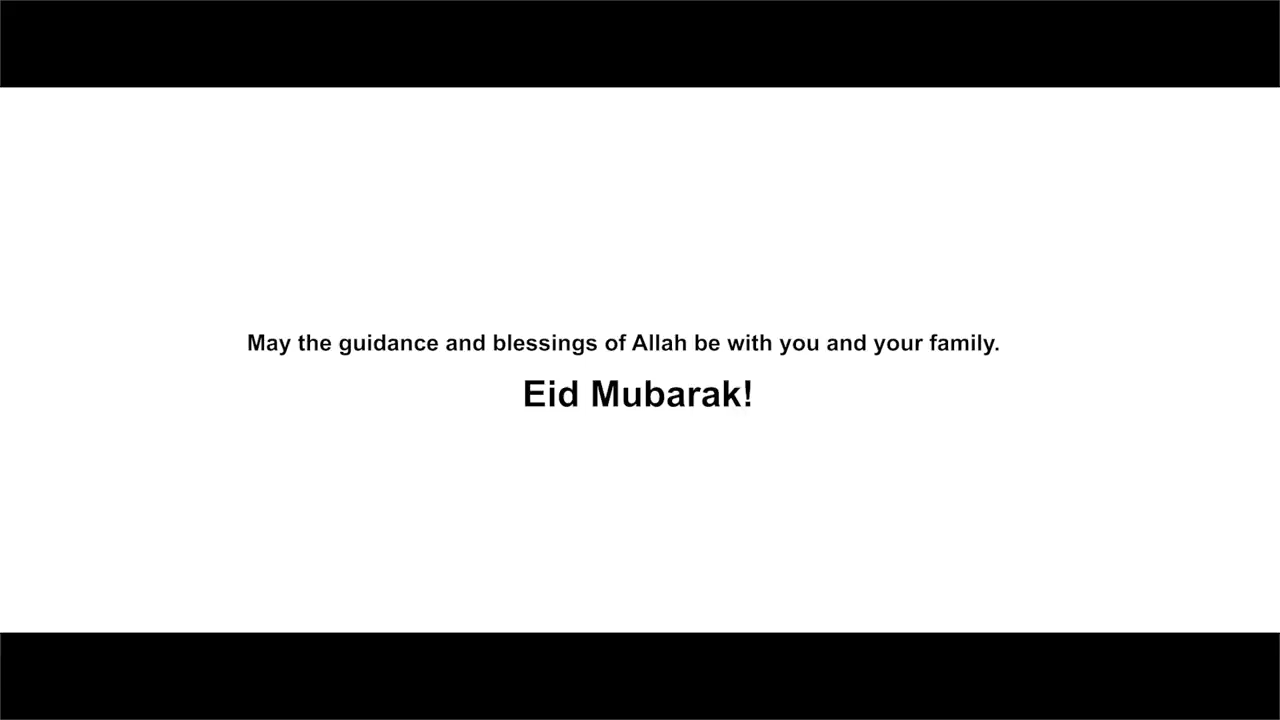 May the guidance and blessings of Allah be with you and your family.
Eid Mubarak!